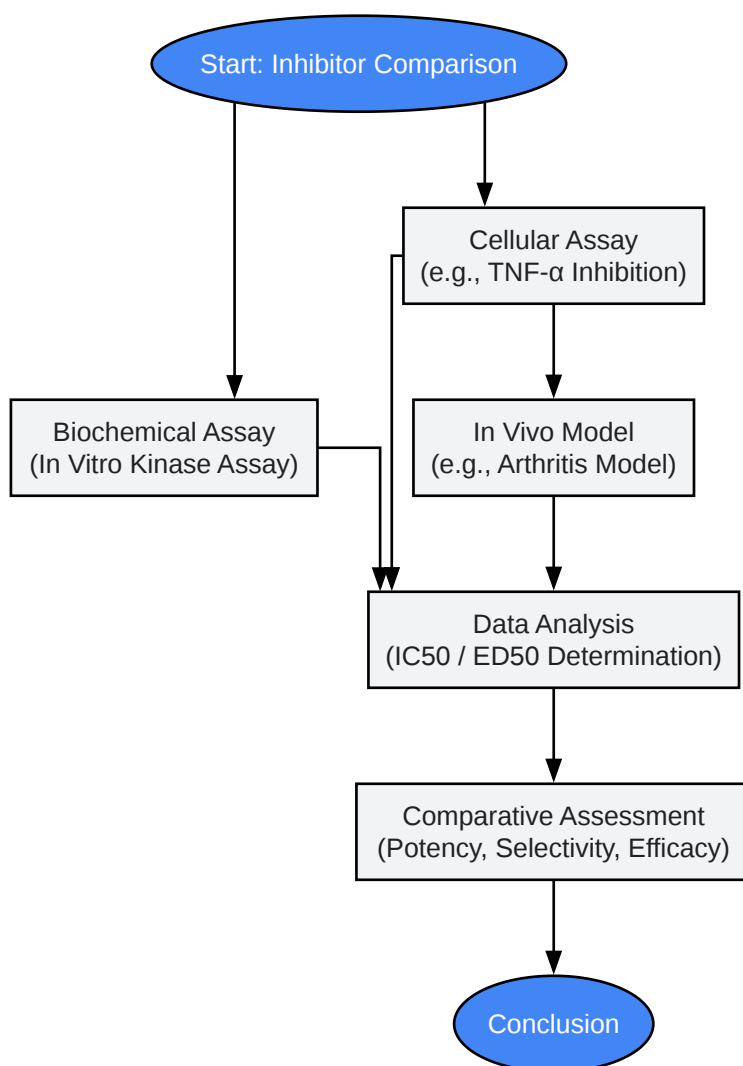 Start: Inhibitor Comparison
Cellular Assay
(e.g., TNF-α Inhibition)
Biochemical Assay
(In Vitro Kinase Assay)
In Vivo Model
(e.g., Arthritis Model)
Data Analysis
(IC50 / ED50 Determination)
Comparative Assessment
(Potency, Selectivity, Efficacy)
Conclusion